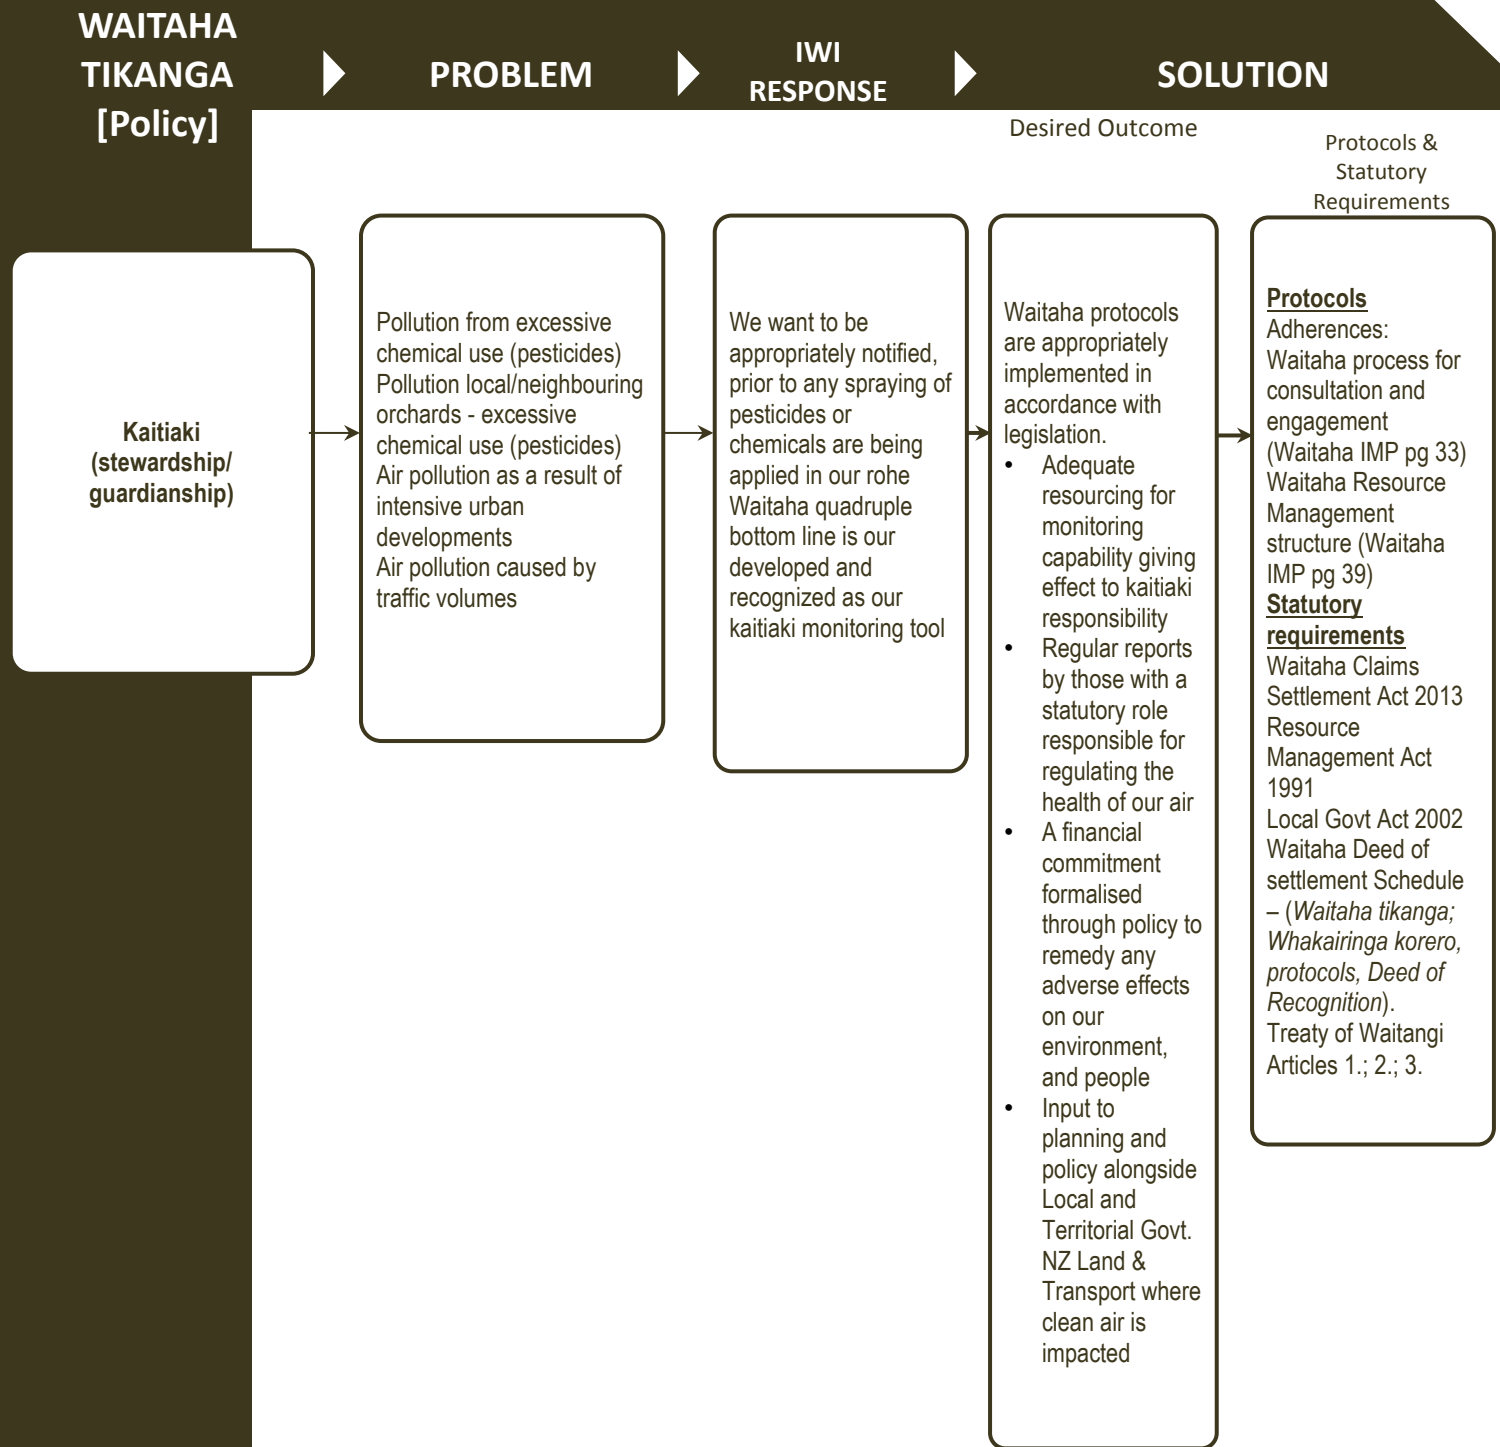 WAITAHA
TIKANGA
[Policy]
PROBLEM
IWI
RESPONSE
SOLUTION
Desired Outcome
Protocols &
Statutory
Requirements
Kaitiaki
(stewardship/
guardianship)
Pollution from excessive
chemical use (pesticides)
Pollution local/neighbouring
orchards - excessive
chemical use (pesticides)
Air pollution as a result of
intensive urban
developments
Air pollution caused by
traffic volumes
We want to be
appropriately notified,
prior to any spraying of
pesticides or
chemicals are being
applied in our rohe
Waitaha quadruple
bottom line is our
developed and
recognized as our
kaitiaki monitoring tool
Waitaha protocols
are appropriately
implemented in
accordance with
legislation.
• Adequate
resourcing for
monitoring
capability giving
effect to kaitiaki
responsibility
• Regular reports
by those with a
statutory role
responsible for
regulating the
health of our air
• A financial
commitment
formalised
through policy to
remedy any
adverse effects
on our
environment,
and people
• Input to
planning and
policy alongside
Local and
Territorial Govt.
NZ Land &
Transport where
clean air is
impacted
Protocols
Adherences:
Waitaha process for
consultation and
engagement
(Waitaha IMP pg 33)
Waitaha Resource
Management
structure (Waitaha
IMP pg 39)
Statutory
requirements
Waitaha Claims
Settlement Act 2013
Resource
Management Act
1991
Local Govt Act 2002
Waitaha Deed of
settlement Schedule
– (Waitaha tikanga;
Whakairinga korero,
protocols, Deed of
Recognition).
Treaty of Waitangi
Articles 1.; 2.; 3.